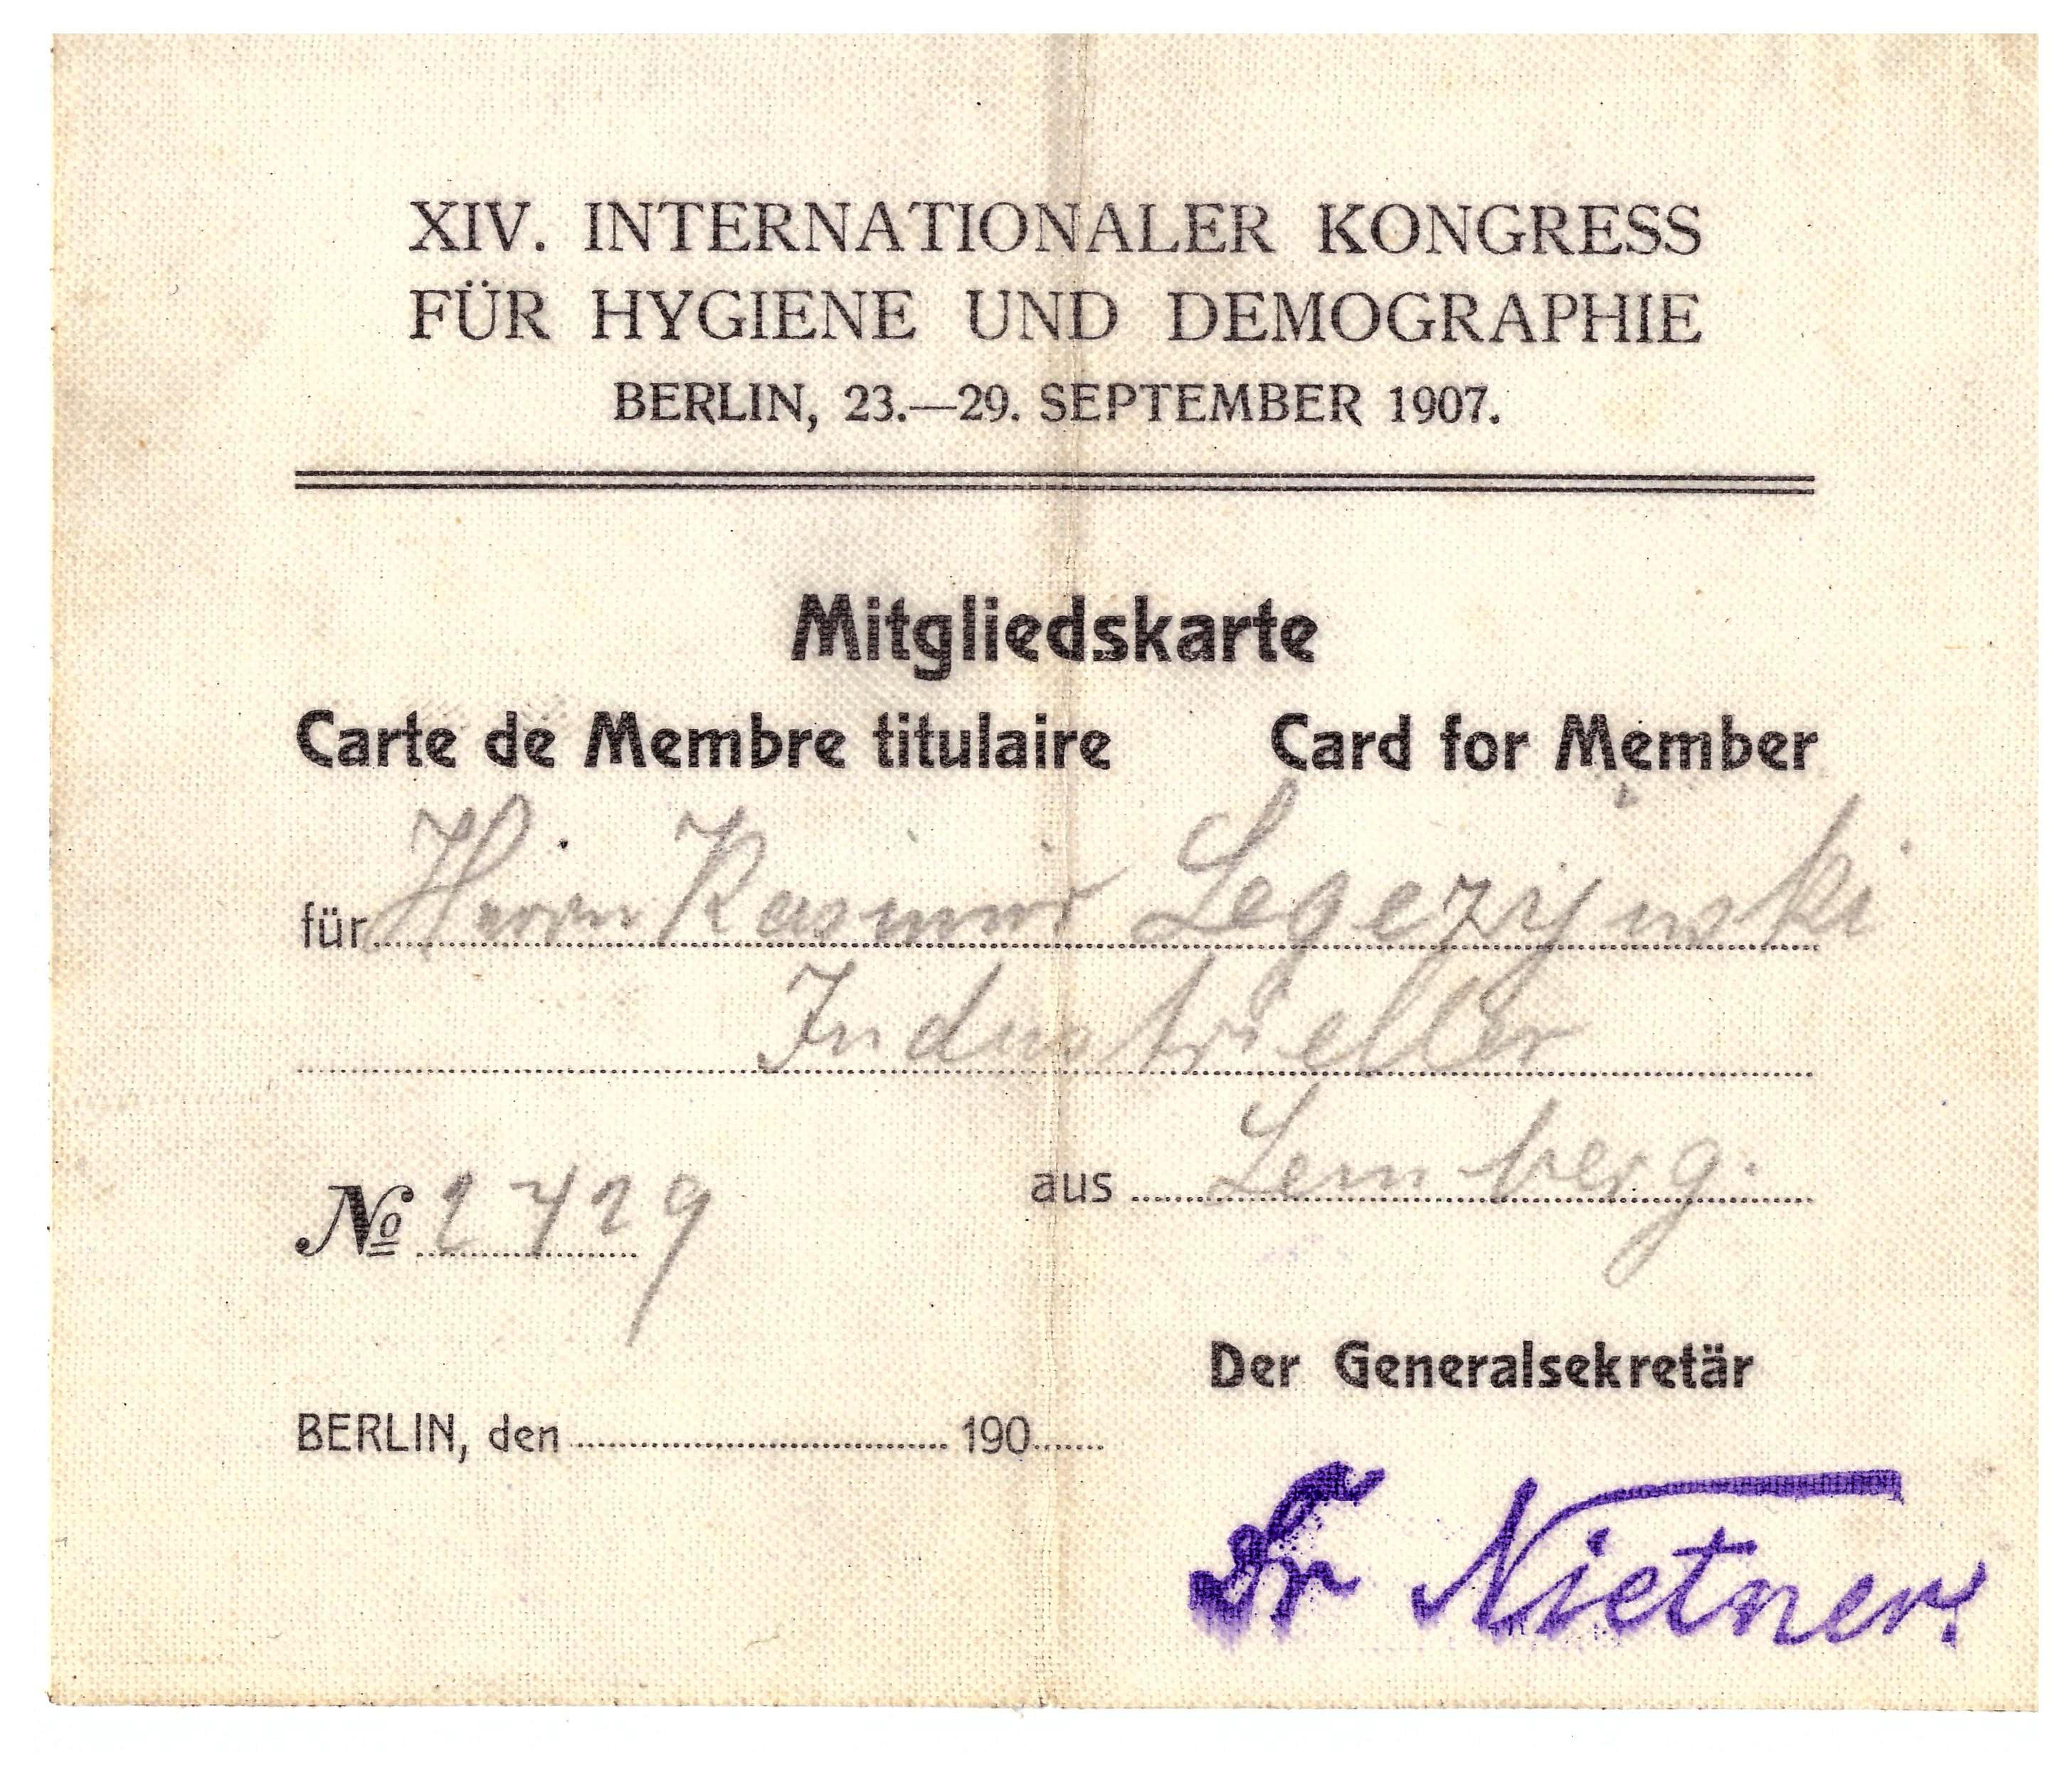 XIV. INTERNATIONALER KONGRESS
FÜR HYGIENE UND DEMOGRAPHIE
BERLIN, 23.—29. SEPTEMBER 1907.
Mitgliedskarte
Carte de Membre titulaire Card for Member
für Herrn Kasimir Legezyjnski
Industrieller
№ 2429 aus Lemberg.
Der Generalsekretär
BERLIN, den 190
Dr Nietner.